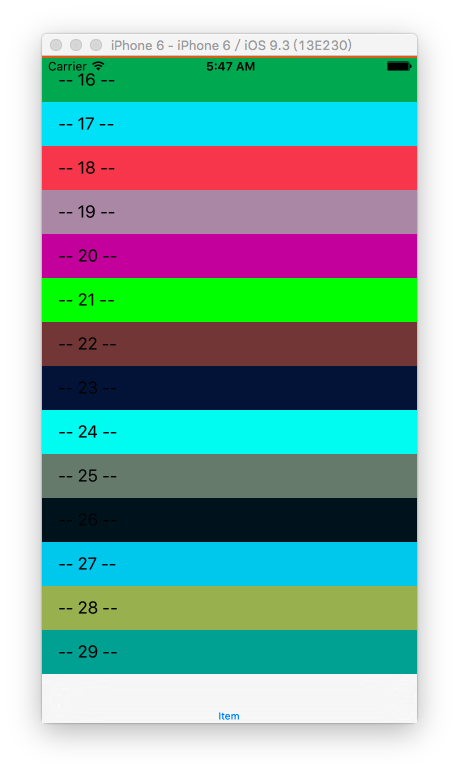 iPhone 6 - iPhone 6 / iOS 9.3 (13E230)
Carrier 5:47 AM
-- 16 --
-- 17 --
-- 18 --
-- 19 --
-- 20 --
-- 21 --
-- 22 --
-- 23 --
-- 24 --
-- 25 --
-- 26 --
-- 27 --
-- 28 --
-- 29 --
Item